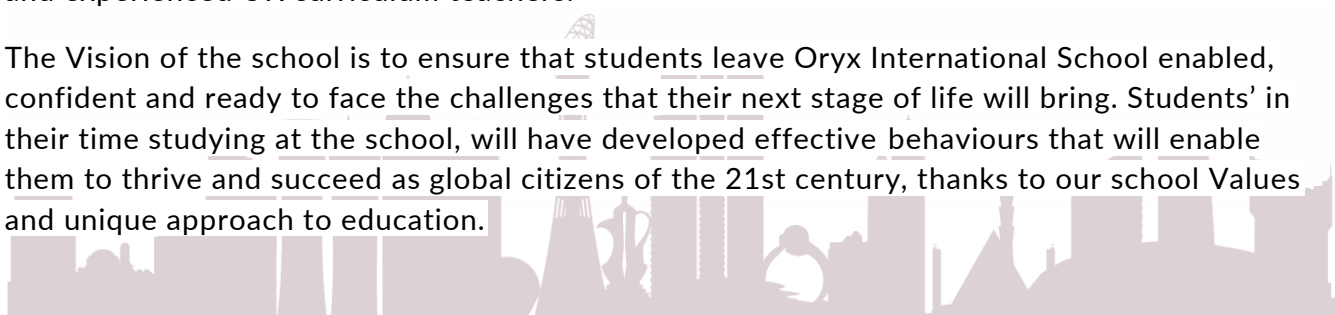 The Vision of the school is to ensure that students leave Oryx International School enabled,
confident and ready to face the challenges that their next stage of life will bring. Students’ in
their time studying at the school, will have developed effective behaviours that will enable
them to thrive and succeed as global citizens of the 21st century, thanks to our school Values
and unique approach to education.